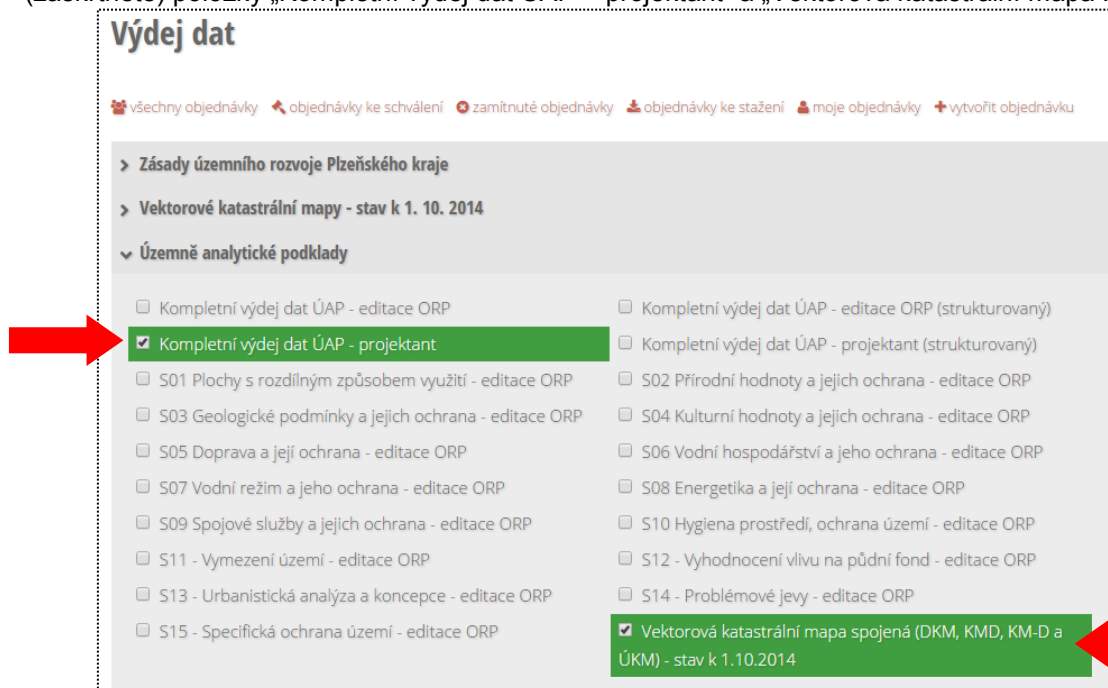 Výdej dat
všechny objednávky objednávky ke schválení zamítnuté objednávky objednávky ke stažení moje objednávky vytvořit objednávku
Zásady územního rozvoje Plzeňského kraje
Vektorové katastrální mapy - stav k 1. 10. 2014
Územně analytické podklady
Kompletní výdej dat ÚAP - editace ORP
Kompletní výdej dat ÚAP - editace ORP (strukturovaný)
Kompletní výdej dat ÚAP - projektant
Kompletní výdej dat ÚAP - projektant (strukturovaný)
S01 Plochy s rozdílným způsobem využití - editace ORP
S02 Přírodní hodnoty a jejich ochrana - editace ORP
S03 Geologické podmínky a jejich ochrana - editace ORP
S04 Kulturní hodnoty a jejich ochrana - editace ORP
S05 Doprava a její ochrana - editace ORP
S06 Vodní hospodářství a jeho ochrana - editace ORP
S07 Vodní režim a jeho ochrana - editace ORP
S08 Energetika a její ochrana - editace ORP
S09 Spojové služby a jejich ochrana - editace ORP
S10 Hygiena prostředí, ochrana území - editace ORP
S11 - Vymezení území - editace ORP
S12 - Vyhodnocení vlivu na půdní fond - editace ORP
S13 - Urbanistická analýza a koncepce - editace ORP
S14 - Problémové jevy - editace ORP
S15 - Specifická ochrana území - editace ORP
Vektorová katastrální mapa spojená (DKM, KMD, KM-D a
ÚKM) - stav k 1.10.2014